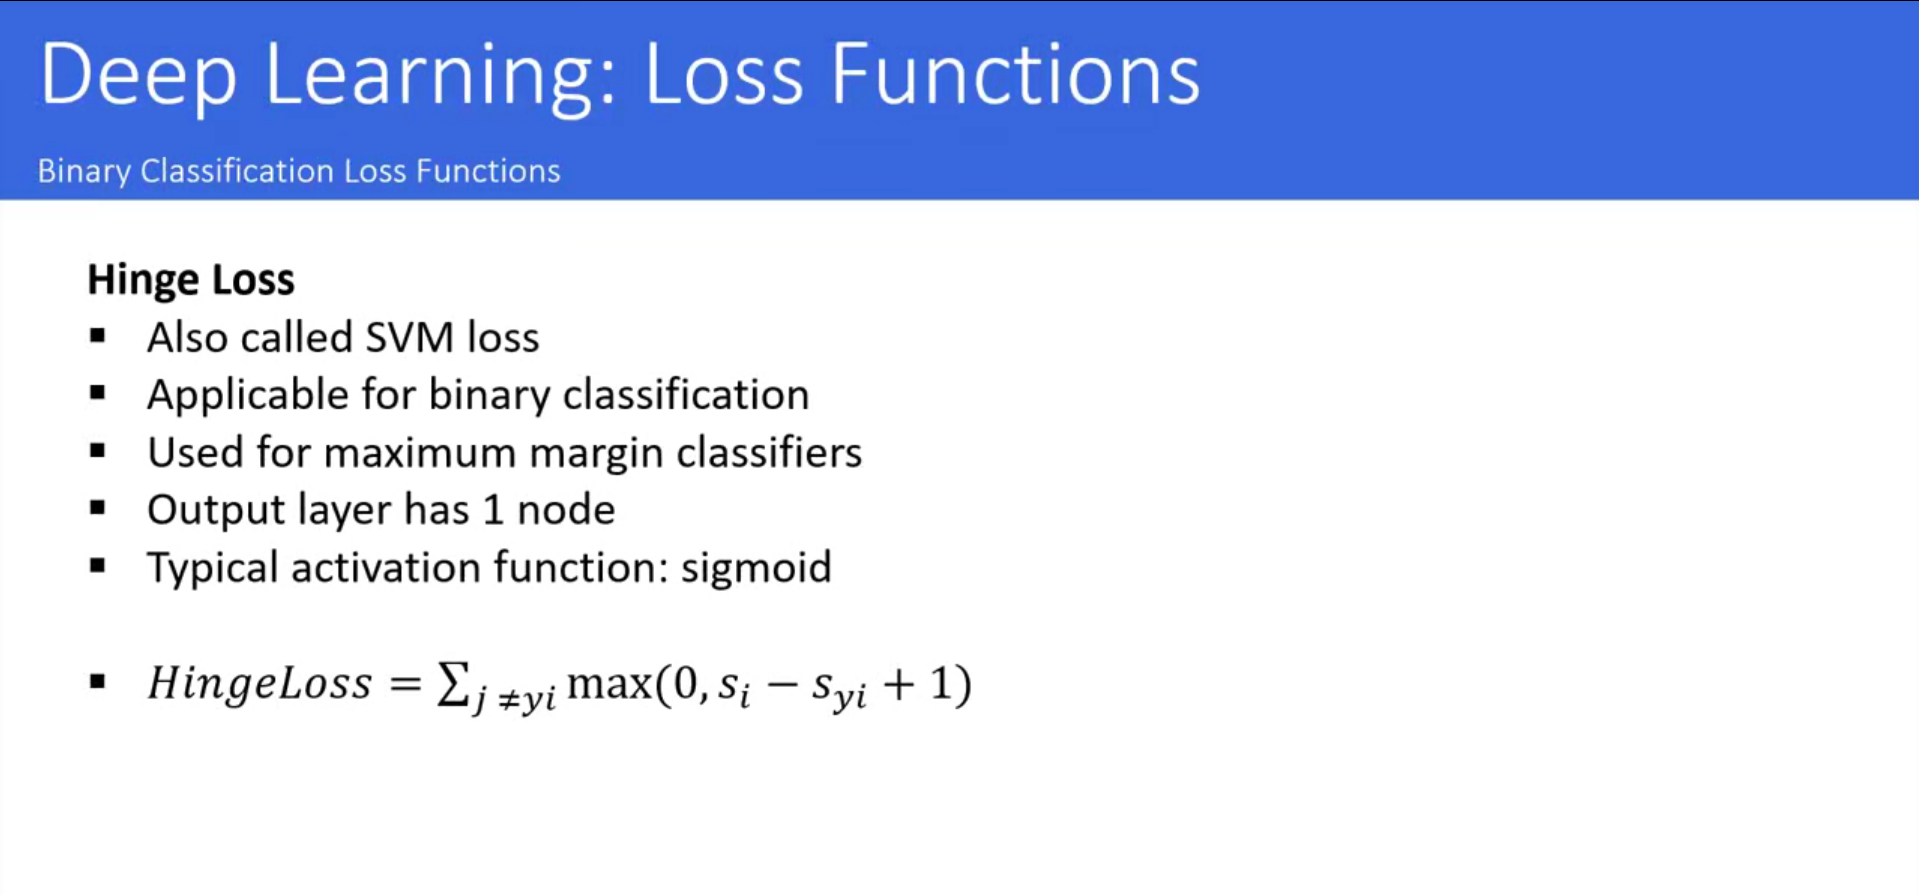 Deep Learning: Loss Functions
Binary Classification Loss Functions
Hinge Loss
▪ Also called SVM loss
▪ Applicable for binary classification
▪ Used for maximum margin classifiers
▪ Output layer has 1 node
▪ Typical activation function: sigmoid
▪ HingeLoss = ∑_{j ≠yi} max(0, s_i − s_{yi} + 1)